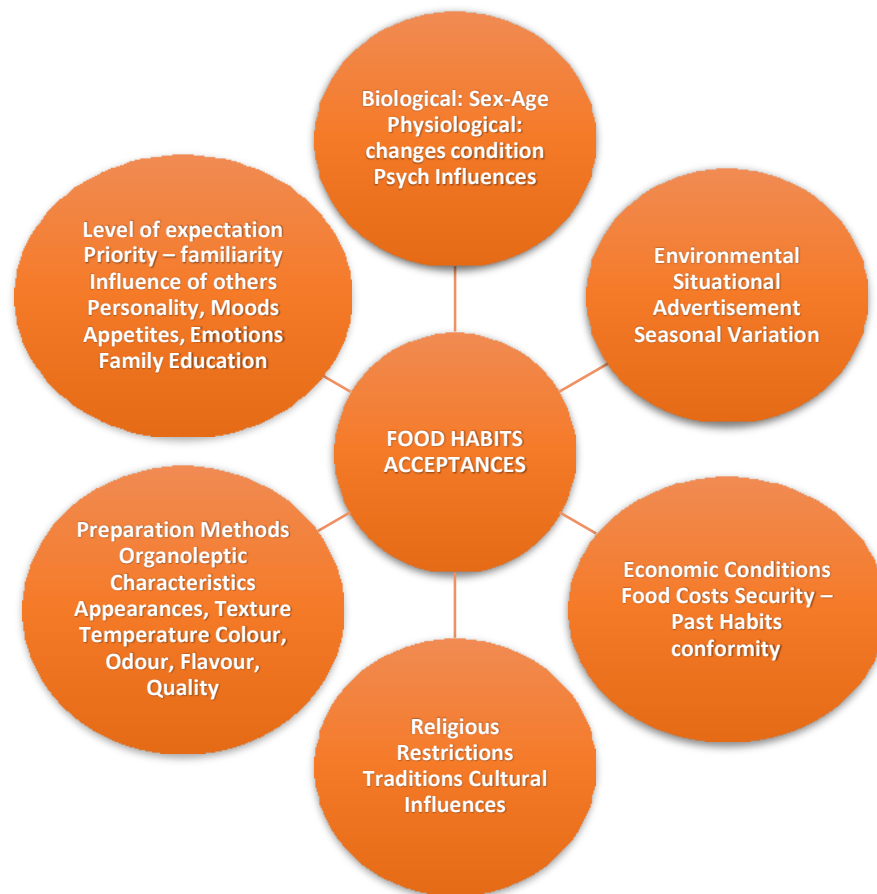 Biological: Sex-Age
Physiological:
changes condition
Psych Influences
Level of expectation
Priority – familiarity
Influence of others
Personality, Moods
Appetites, Emotions
Family Education
Environmental
Situational
Advertisement
Seasonal Variation
FOOD HABITS
ACCEPTANCES
Preparation Methods
Organoleptic
Characteristics
Appearances, Texture
Temperature Colour,
Odour, Flavour,
Quality
Economic Conditions
Food Costs Security –
Past Habits
conformity
Religious
Restrictions
Traditions Cultural
Influences